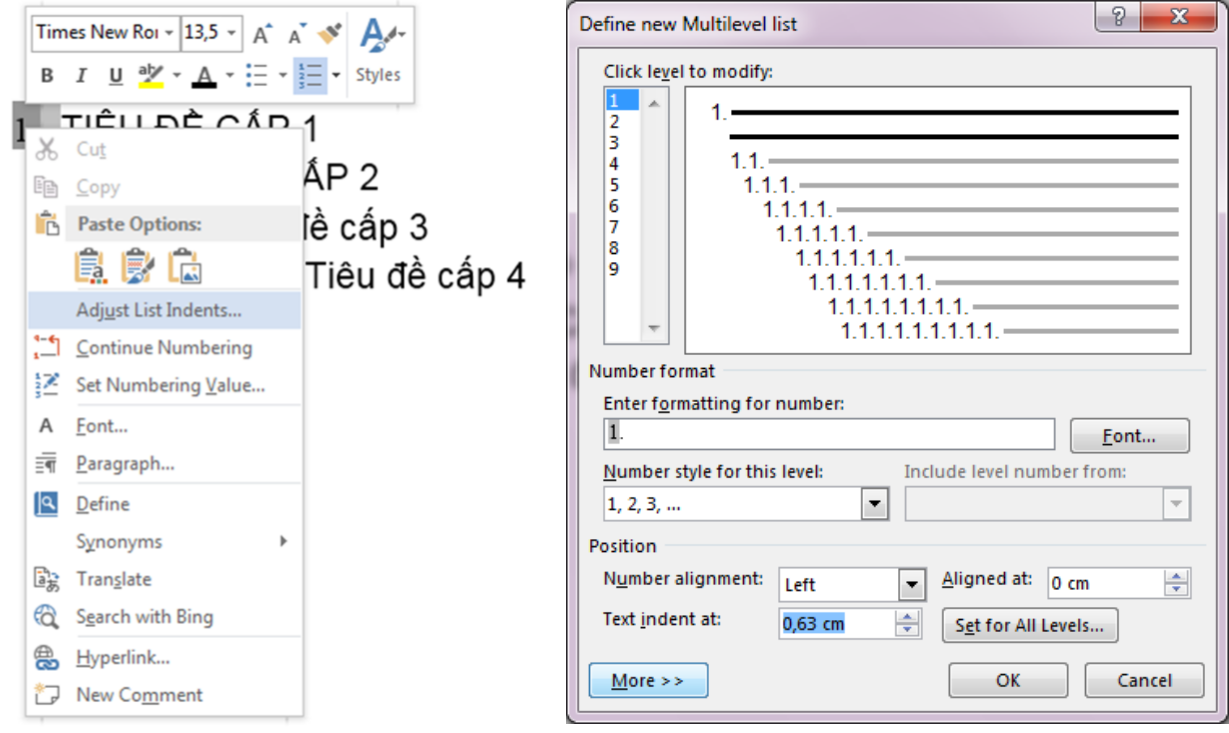 Times New Roı
13,5
A A
B I U aby A
Styles
1 TIÊU ĐỀ CẤP 1
ẤP 2
ề cấp 3
Tiêu đề cấp 4
Cut
Copy
Paste Options:
Adjust List Indents...
Continue Numbering
Set Numbering Value...
Font...
Paragraph...
Define
Synonyms
Translate
Search with Bing
Hyperlink...
New Comment
Define new Multilevel list
Click level to modify:
1
2
3
4
5
6
7
8
9
1.
1.1.
1.1.1.
1.1.1.1.
1.1.1.1.1.
1.1.1.1.1.1.
1.1.1.1.1.1.1.
1.1.1.1.1.1.1.1.
1.1.1.1.1.1.1.1.1.
Number format
Enter formatting for number:
1.
Font...
Number style for this level:
Include level number from:
1, 2, 3, ...
Position
Number alignment: Left
Aligned at: 0 cm
Text indent at: 0,63 cm
Set for All Levels...
More >>
OK
Cancel